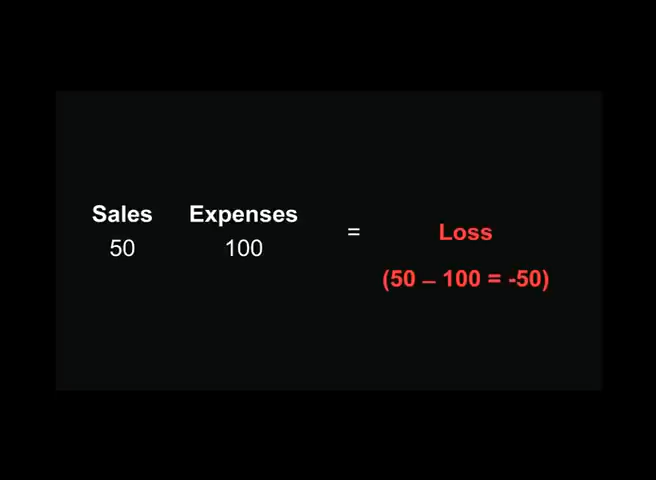 Sales Expenses
50 100
=
Loss
(50 – 100 = -50)